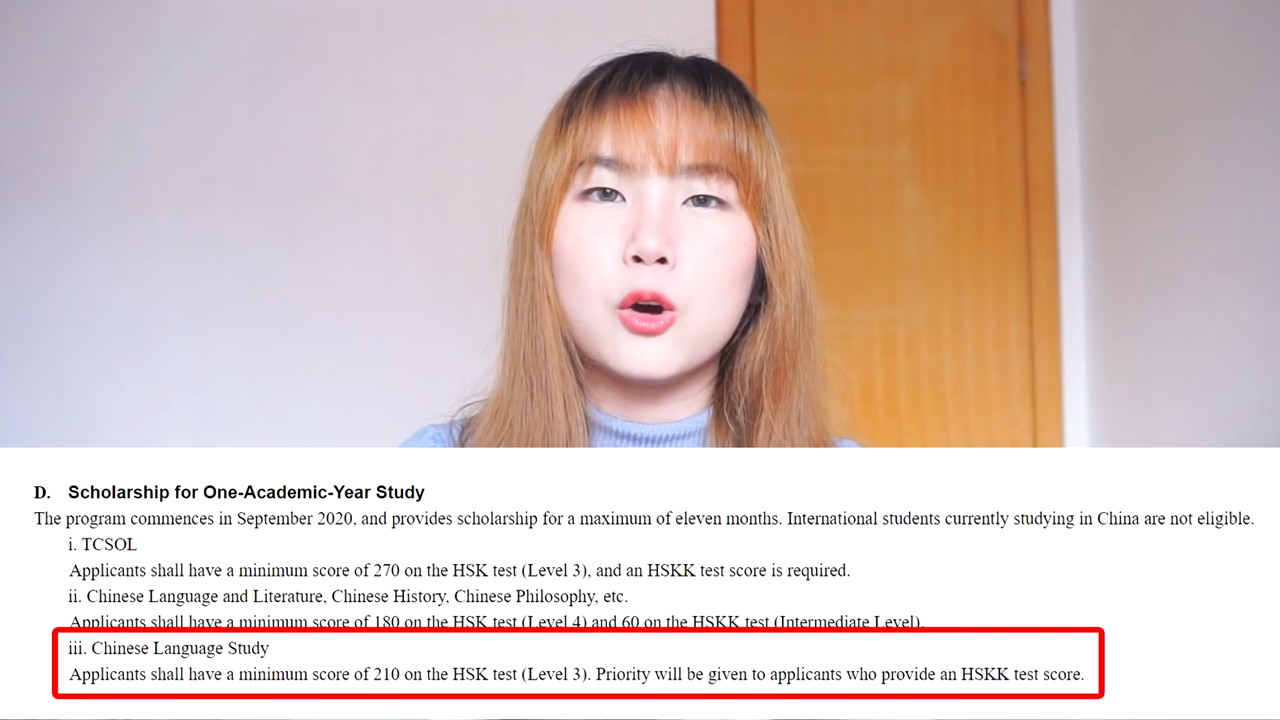 D. Scholarship for One-Academic-Year Study
The program commences in September 2020, and provides scholarship for a maximum of eleven months. International students currently studying in China are not eligible.
i. TCSOL
Applicants shall have a minimum score of 270 on the HSK test (Level 3), and an HSKK test score is required.
ii. Chinese Language and Literature, Chinese History, Chinese Philosophy, etc.
Applicants shall have a minimum score of 180 on the HSK test (Level 4) and 60 on the HSKK test (Intermediate Level).
iii. Chinese Language Study
Applicants shall have a minimum score of 210 on the HSK test (Level 3). Priority will be given to applicants who provide an HSKK test score.